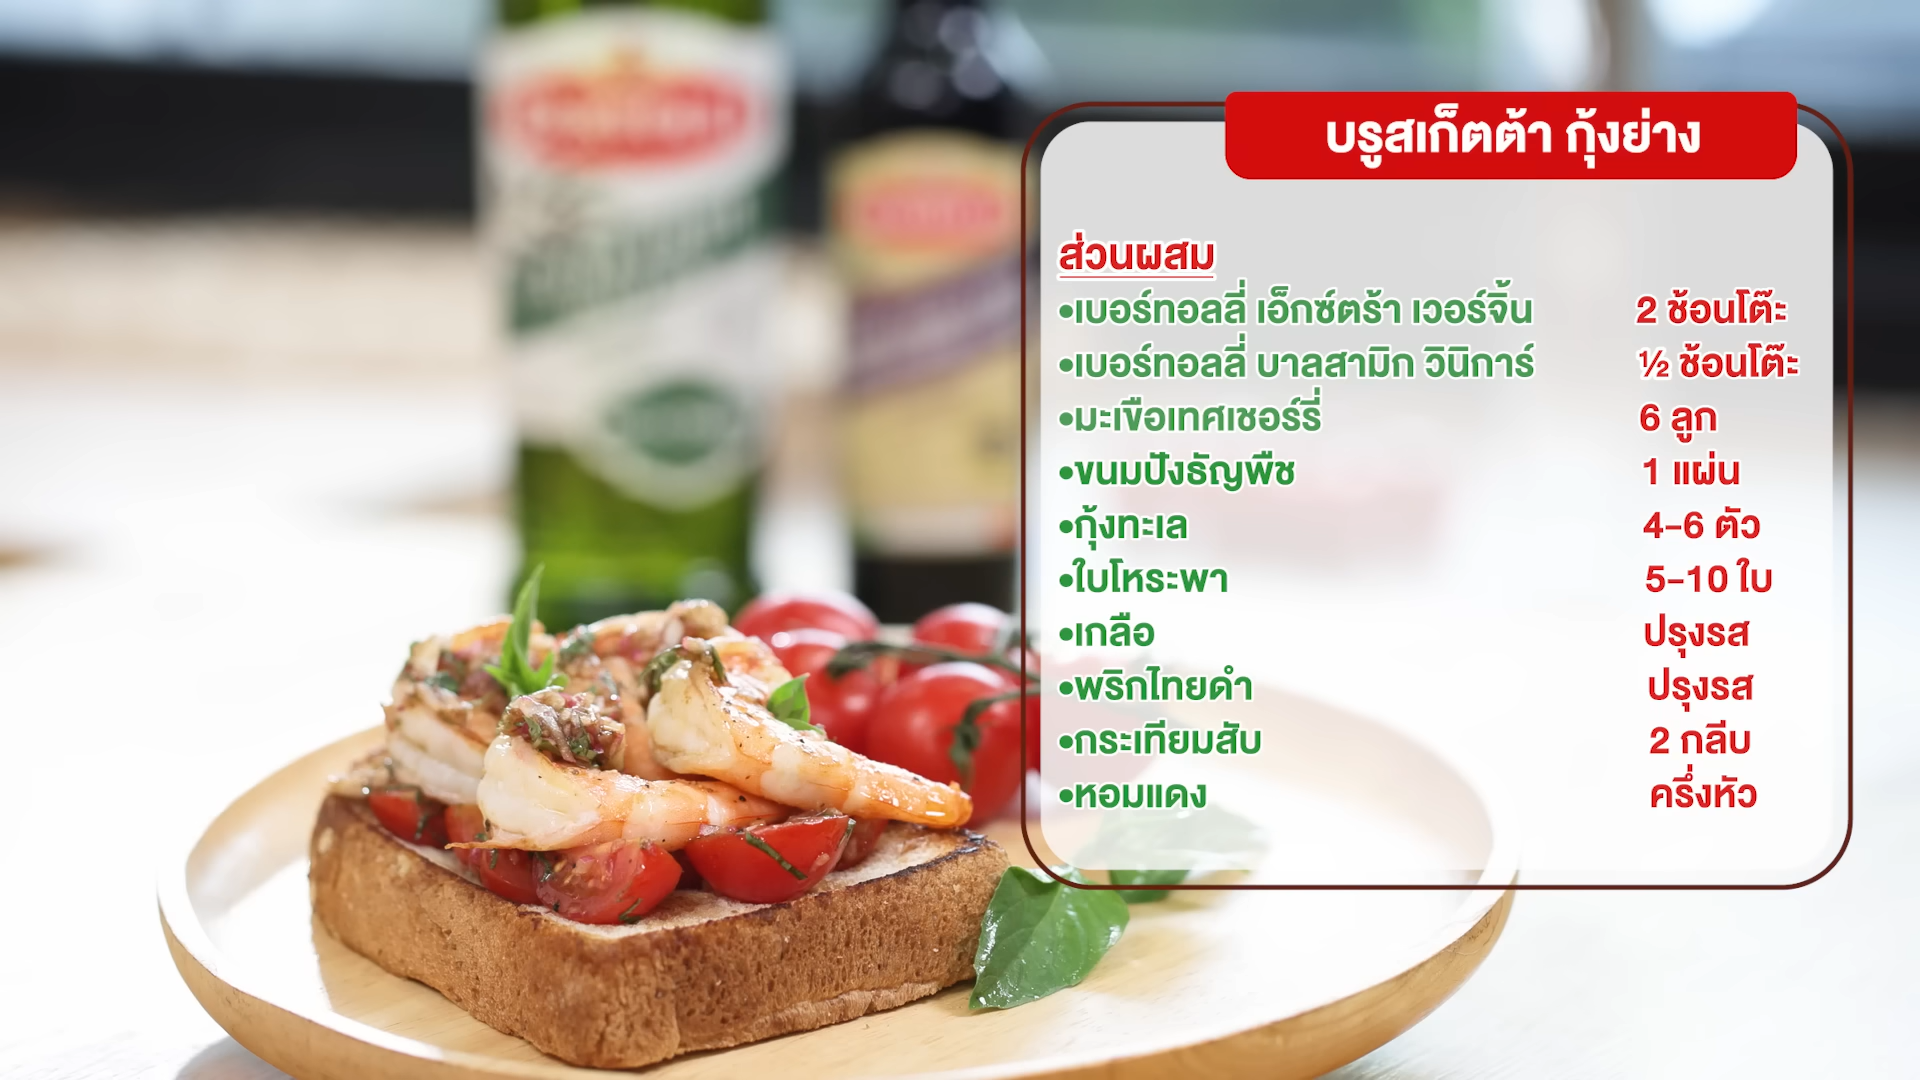 บรูสเก็ตต้า กุ้งย่าง
ส่วนผสม
•เบอร์ทอลลี่ เอ็กซ์ตร้า เวอร์จิ้น 2 ช้อนโต๊ะ
•เบอร์ทอลลี่ บาลสามิก วินิการ์ ½ ช้อนโต๊ะ
•มะเขือเทศเชอร์รี่ 6 ลูก
•ขนมปังธัญพืช 1 แผ่น
•กุ้งทะเล 4-6 ตัว
•ใบโหระพา 5-10 ใบ
•เกลือ ปรุงรส
•พริกไทยดำ ปรุงรส
•กระเทียมสับ 2 กลีบ
•หอมแดง ครึ่งหัว